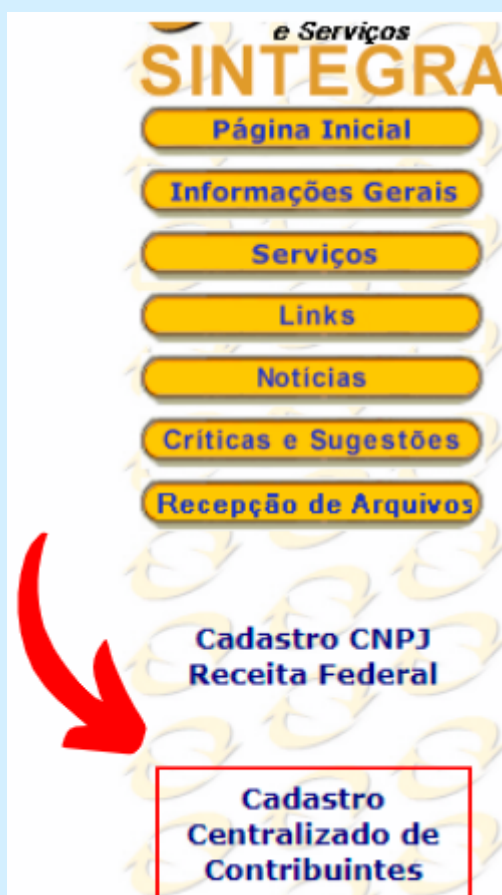 e Serviços
SINTEGRA
Página Inicial
Informações Gerais
Serviços
Links
Notícias
Críticas e Sugestões
Recepção de Arquivos
Cadastro CNPJ
Receita Federal
Cadastro
Centralizado de
Contribuintes